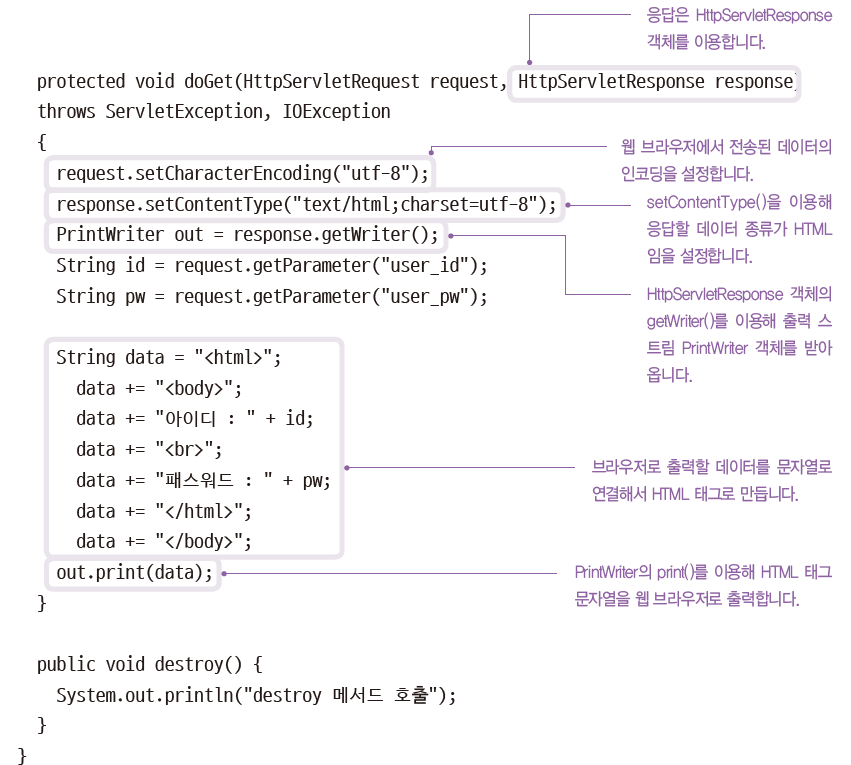 응답은 HttpServletResponse
객체를 이용합니다.
protected void doGet(HttpServletRequest request, HttpServletResponse response)
throws ServletException, IOException
{
request.setCharacterEncoding("utf-8");
웹 브라우저에서 전송된 데이터의
인코딩을 설정합니다.
response.setContentType("text/html;charset=utf-8");
setContentType()을 이용해
응답할 데이터 종류가 HTML
임을 설정합니다.
PrintWriter out = response.getWriter();
String id = request.getParameter("user_id");
String pw = request.getParameter("user_pw");
HttpServletResponse 객체의
getWriter()를 이용해 출력 스
트림 PrintWriter 객체를 받아
옵니다.
String data = "<html>";
data += "<body>";
data += "아이디 : " + id;
data += "<br>";
data += "패스워드 : " + pw;
data += "</html>";
data += "</body>";
브라우저로 출력할 데이터를 문자열로
연결해서 HTML 태그로 만듭니다.
out.print(data);
PrintWriter의 print()를 이용해 HTML 태그
문자열을 웹 브라우저로 출력합니다.
}
public void destroy() {
System.out.println("destroy 메서드 호출");
}
}